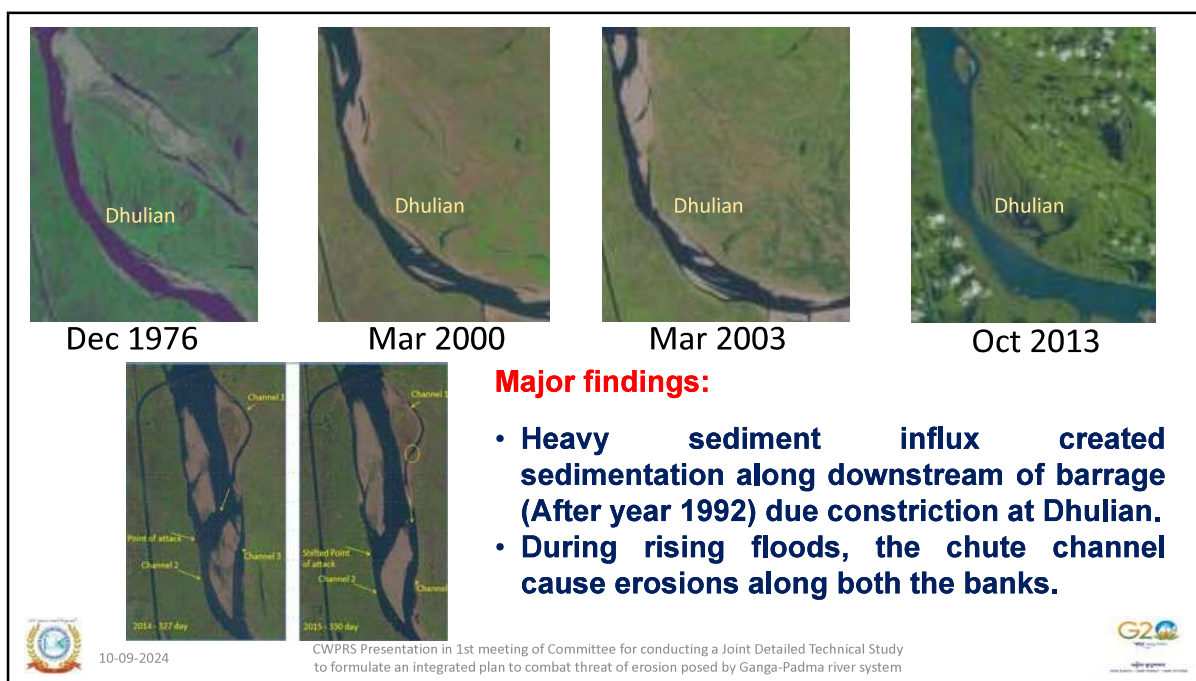 Dhulian
Dhulian
Dhulian
Dhulian
Dec 1976
Mar 2000
Mar 2003
Oct 2013
Channel 1
Point of attack
Channel 2
Channel 3
2014 - 327 day
Channel 1
Shifted Point
of attack
Channel 2
Channel
2015 - 330 day
Major findings:
• Heavy sediment influx created
sedimentation along downstream of barrage
(After year 1992) due constriction at Dhulian.
• During rising floods, the chute channel
cause erosions along both the banks.
10-09-2024
CWPRS Presentation in 1st meeting of Committee for conducting a Joint Detailed Technical Study
to formulate an integrated plan to combat threat of erosion posed by Ganga-Padma river system
G20